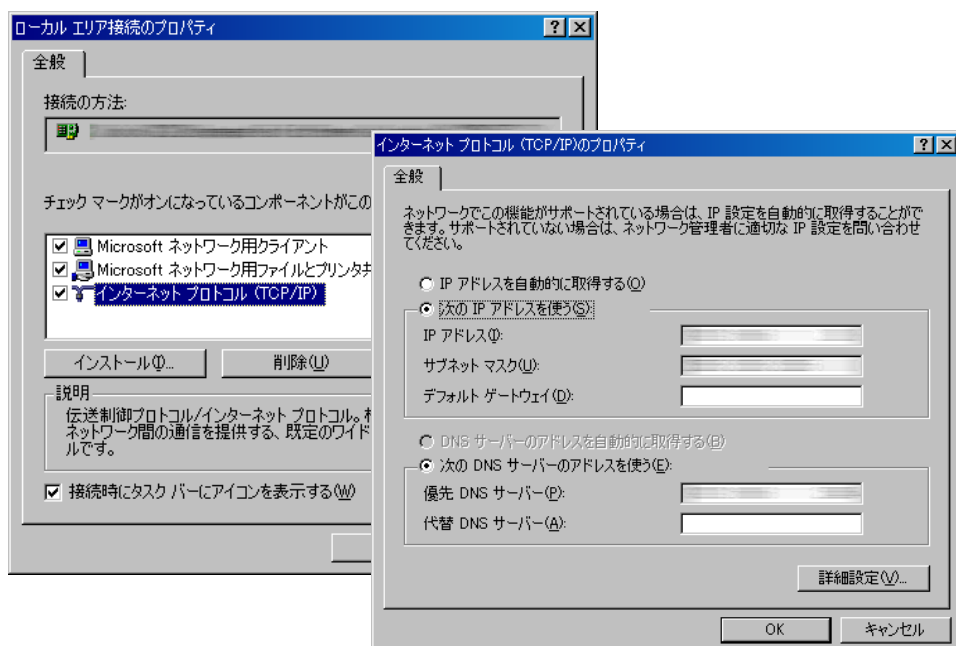 ローカル エリア接続のプロパティ
全般
接続の方法:
チェック マークがオンになっているコンポーネントがこの
Microsoft ネットワーク用クライアント
Microsoft ネットワーク用ファイルとプリンタ共
インターネット プロトコル (TCP/IP)
インストール(I)...
削除(U)
説明
伝送制御プロトコル/インターネット プロトコル。
ネットワーク間の通信を提供する、既定のワイド
ルです。
接続時にタスク バーにアイコンを表示する(W)
インターネット プロトコル (TCP/IP)のプロパティ
全般
ネットワークでこの機能がサポートされている場合は、IP 設定を自動的に取得することがで
きます。サポートされていない場合は、ネットワーク管理者に適切な IP 設定を問い合わせ
てください。
IP アドレスを自動的に取得する(O)
次の IP アドレスを使う(S):
IP アドレス(I):
サブネット マスク(U):
デフォルト ゲートウェイ(D):
DNS サーバーのアドレスを自動的に取得する(B)
次の DNS サーバーのアドレスを使う(E):
優先 DNS サーバー(P):
代替 DNS サーバー(A):
詳細設定(V)...
OK
キャンセル